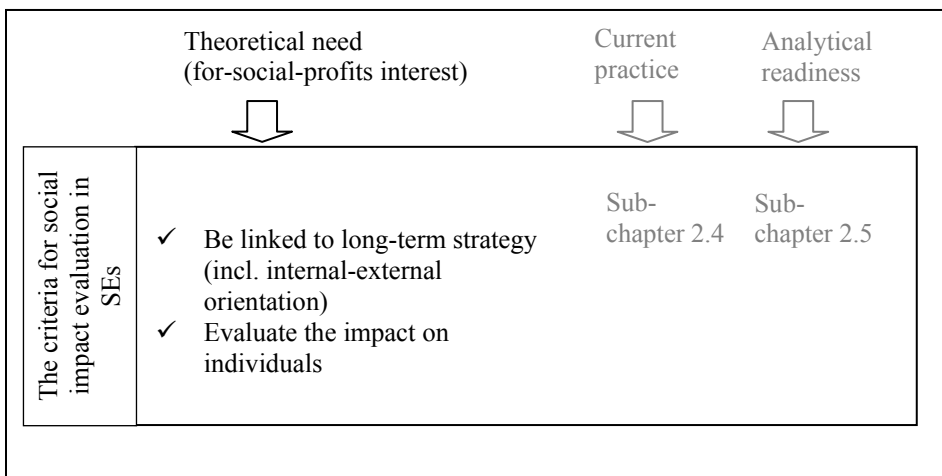 Theoretical need
(for-social-profits interest)
Current
practice
Analytical
readiness
The criteria for social
impact evaluation in
SEs
✓ Be linked to long-term strategy
(incl. internal-external
orientation)
✓ Evaluate the impact on
individuals
Sub-
chapter 2.4
Sub-
chapter 2.5